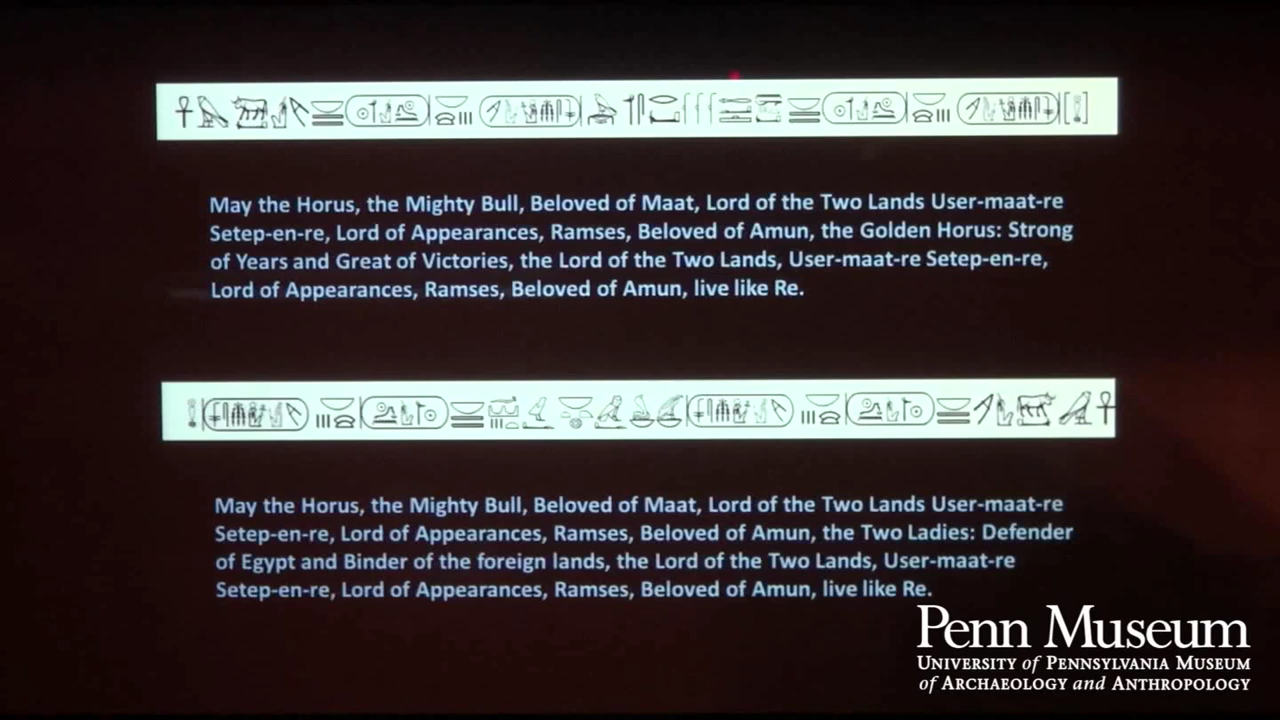 May the Horus, the Mighty Bull, Beloved of Maat, Lord of the Two Lands User-maat-re
Setep-en-re, Lord of Appearances, Ramses, Beloved of Amun, the Golden Horus: Strong
of Years and Great of Victories, the Lord of the Two Lands, User-maat-re Setep-en-re,
Lord of Appearances, Ramses, Beloved of Amun, live like Re.
May the Horus, the Mighty Bull, Beloved of Maat, Lord of the Two Lands User-maat-re
Setep-en-re, Lord of Appearances, Ramses, Beloved of Amun, the Two Ladies: Defender
of Egypt and Binder of the foreign lands, the Lord of the Two Lands, User-maat-re
Setep-en-re, Lord of Appearances, Ramses, Beloved of Amun, live like Re.
Penn Museum
University of Pennsylvania Museum
of Archaeology and Anthropology